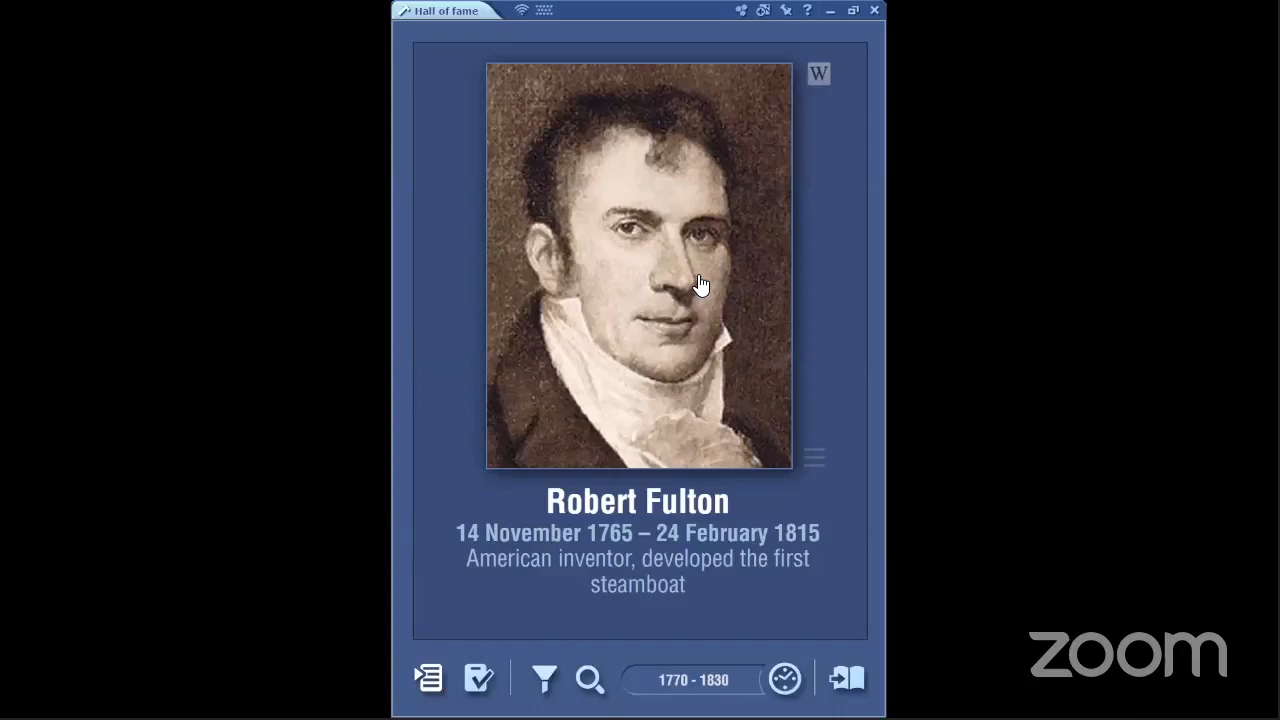 Hall of fame
W
Robert Fulton
14 November 1765 – 24 February 1815
American inventor, developed the first
steamboat
1770 - 1830
zoom